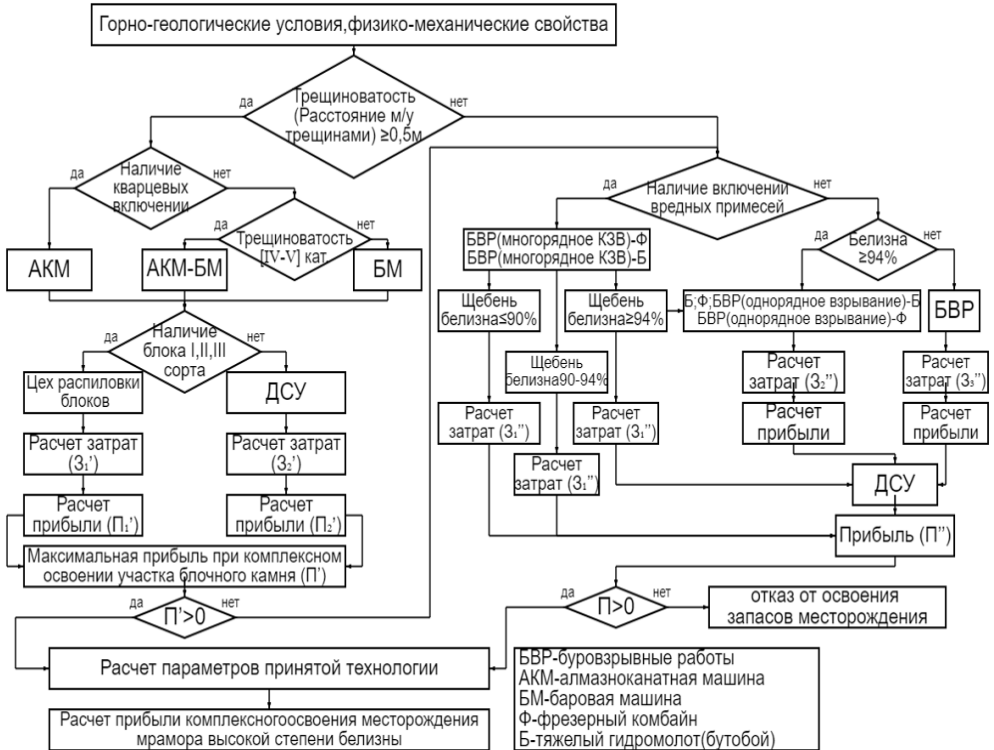 Горно-геологические условия,физико-механические свойства
Трещиноватость
(Расстояние м/у
трещинами) ≥0,5м
да
нет
Наличие
кварцевых
включении
да
нет
Трещиноватость
[IV-V] кат.
да
нет
АКМ
АКМ-БМ
БМ
Наличие
блока I,II,III
сорта
да
нет
Цех распиловки
блоков
ДСУ
Расчет затрат
(З₁’)
Расчет затрат
(З₂’)
Расчет
прибыли (П₁’)
Расчет
прибыли (П₂’)
Максимальная прибыль при комплексном
освоении участка блочного камня (П’)
да
нет
П’>0
Наличие включений
вредных примесей
да
нет
БВР(многорядное КЗВ)-Ф
БВР(многорядное КЗВ)-Б
Белизна
≥94%
да
нет
Щебень
белизна≤90%
Щебень
белизна≥94%
Щебень
белизна90-94%
Б;Ф;БВР(однорядное взрывание)-Б
БВР(однорядное взрывание)-Ф
БВР
Расчет
затрат (З₁’’)
Расчет
затрат (З₁’’)
Расчет
затрат (З₁’’)
Расчет
затрат (З₂’’)
Расчет
затрат (З₃’’)
Расчет
прибыли
Расчет
прибыли
ДСУ
Прибыль (П’’)
да
нет
П>0
отказ от освоения
запасов месторождения
Расчет параметров принятой технологии
Расчет прибыли комплексногоосвоения месторождения
мрамора высокой степени белизны
БВР-буровзрывные работы
АКМ-алмазноканатная машина
БМ-баровая машина
Ф-фрезерный комбайн
Б-тяжелый гидромолот(бутобой)